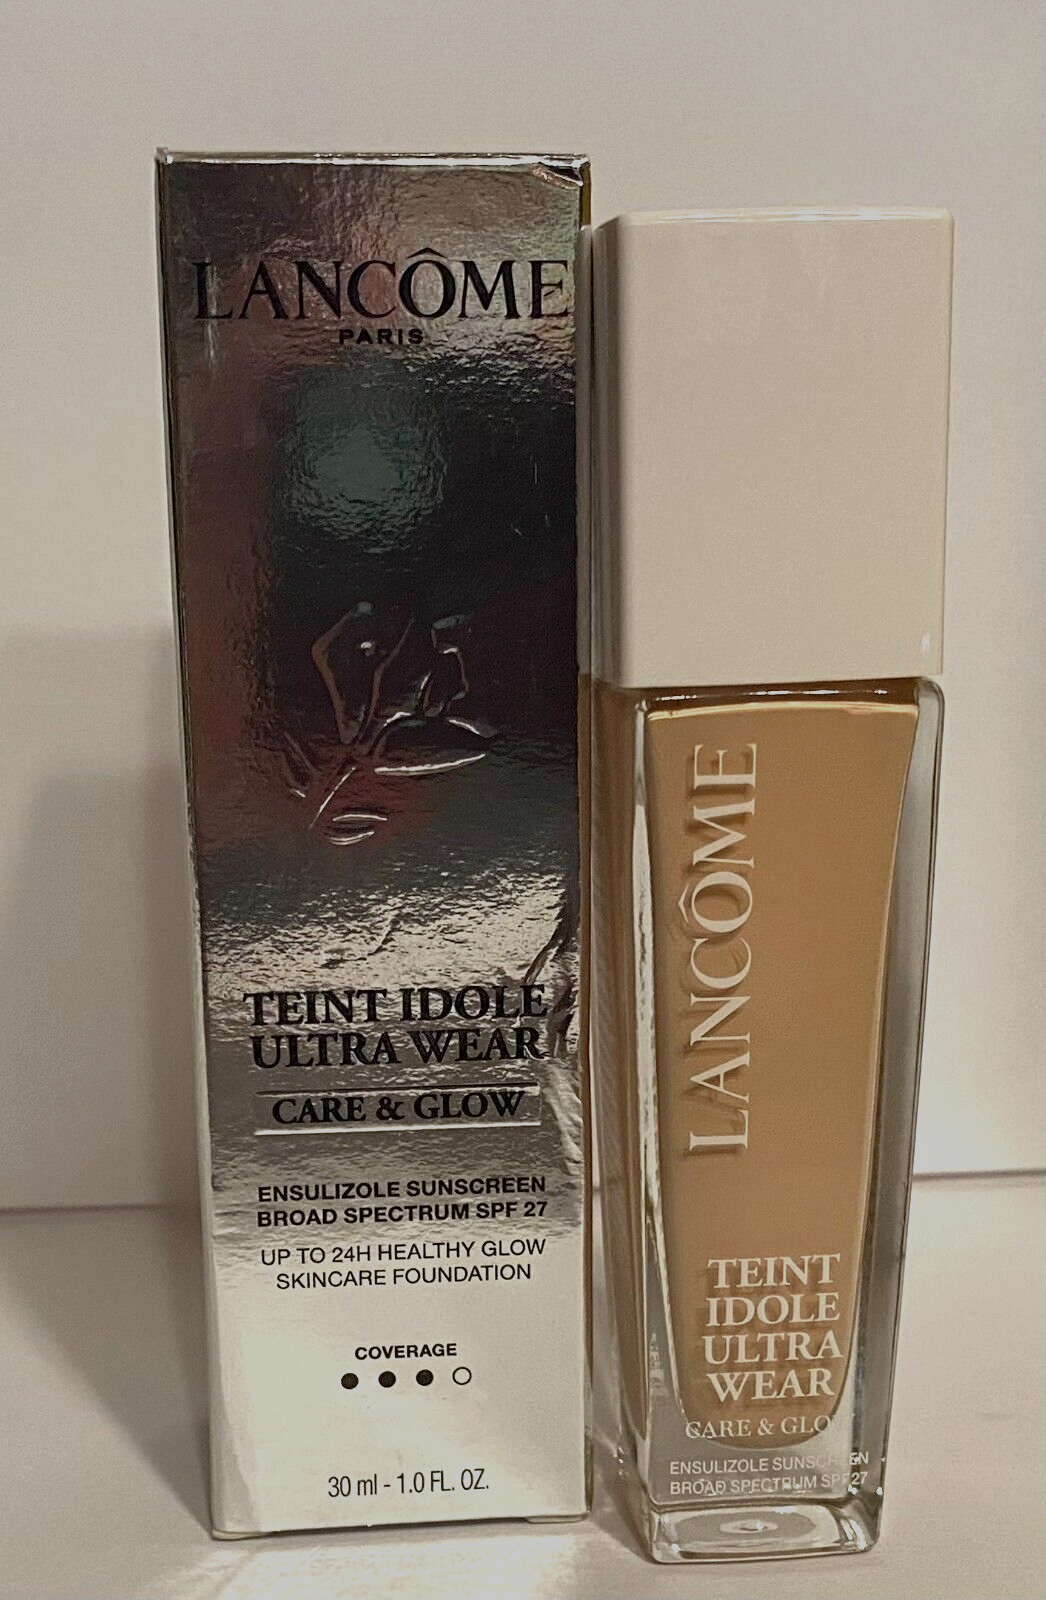 LANCÔME
PARIS
TEINT IDOLE
ULTRA WEAR
CARE & GLOW
ENSULIZOLE SUNSCREEN
BROAD SPECTRUM SPF 27
UP TO 24H HEALTHY GLOW
SKINCARE FOUNDATION
COVERAGE
30 ml - 1.0 FL. OZ.
LANCÔME
TEINT
IDOLE
ULTRA
WEAR
CARE & GLOW
ENSULIZOLE SUNSCREEN
BROAD SPECTRUM SPF 27